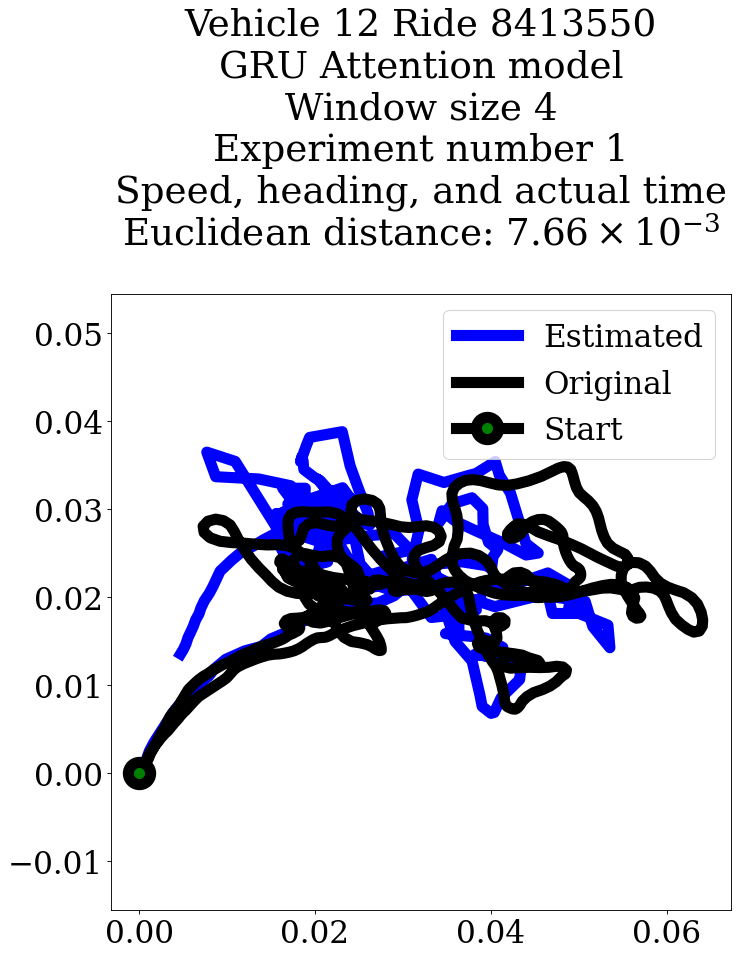 Vehicle 12 Ride 8413550
GRU Attention model
Window size 4
Experiment number 1
Speed, heading, and actual time
Euclidean distance: 7.66 × 10⁻³
Estimated
Original
Start
0.05
0.04
0.03
0.02
0.01
0.00
−0.01
0.00 0.02 0.04 0.06